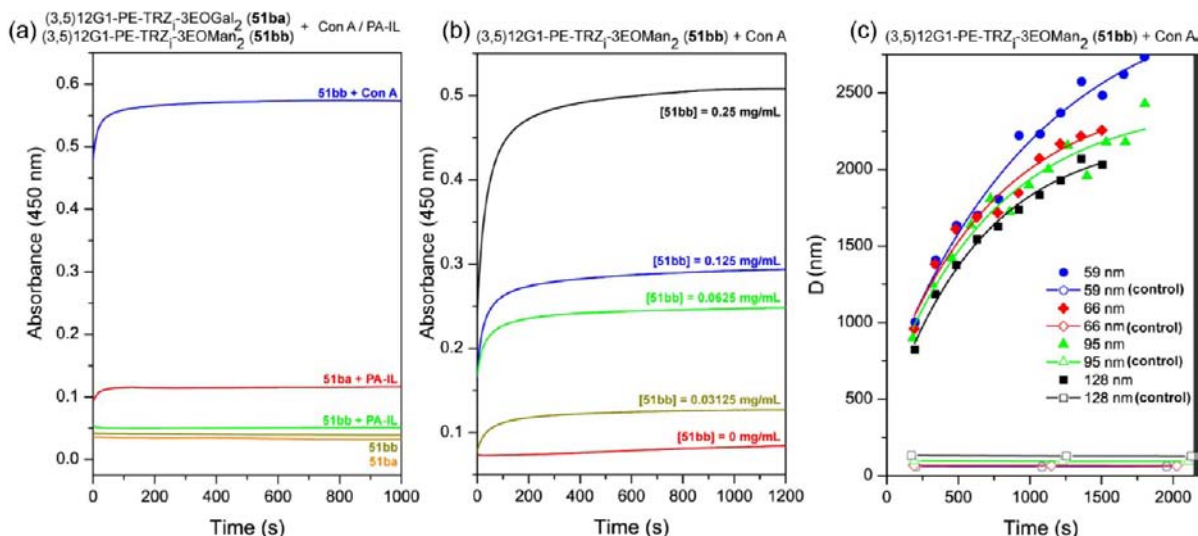 (a)
(3,5)12G1-PE-TRZi-3EOGal2 (51ba)
(3,5)12G1-PE-TRZi-3EOMan2 (51bb)
+ Con A / PA-IL
Absorbance (450 nm)
0.6
0.5
0.4
0.3
0.2
0.1
0.0
51bb + Con A
51ba + PA-IL
51bb + PA-IL
51bb
51ba
0 200 400 600 800 1000
Time (s)
(b)
(3,5)12G1-PE-TRZi-3EOMan2 (51bb) + Con A
Absorbance (450 nm)
0.5
0.4
0.3
0.2
0.1
[51bb] = 0.25 mg/mL
[51bb] = 0.125 mg/mL
[51bb] = 0.0625 mg/mL
[51bb] = 0.03125 mg/mL
[51bb] = 0 mg/mL
0 200 400 600 800 1000 1200
Time (s)
(c)
(3,5)12G1-PE-TRZi-3EOMan2 (51bb) + Con A
D (nm)
2500
2000
1500
1000
500
0
59 nm
59 nm (control)
66 nm
66 nm (control)
95 nm
95 nm (control)
128 nm
128 nm (control)
0 500 1000 1500 2000
Time (s)